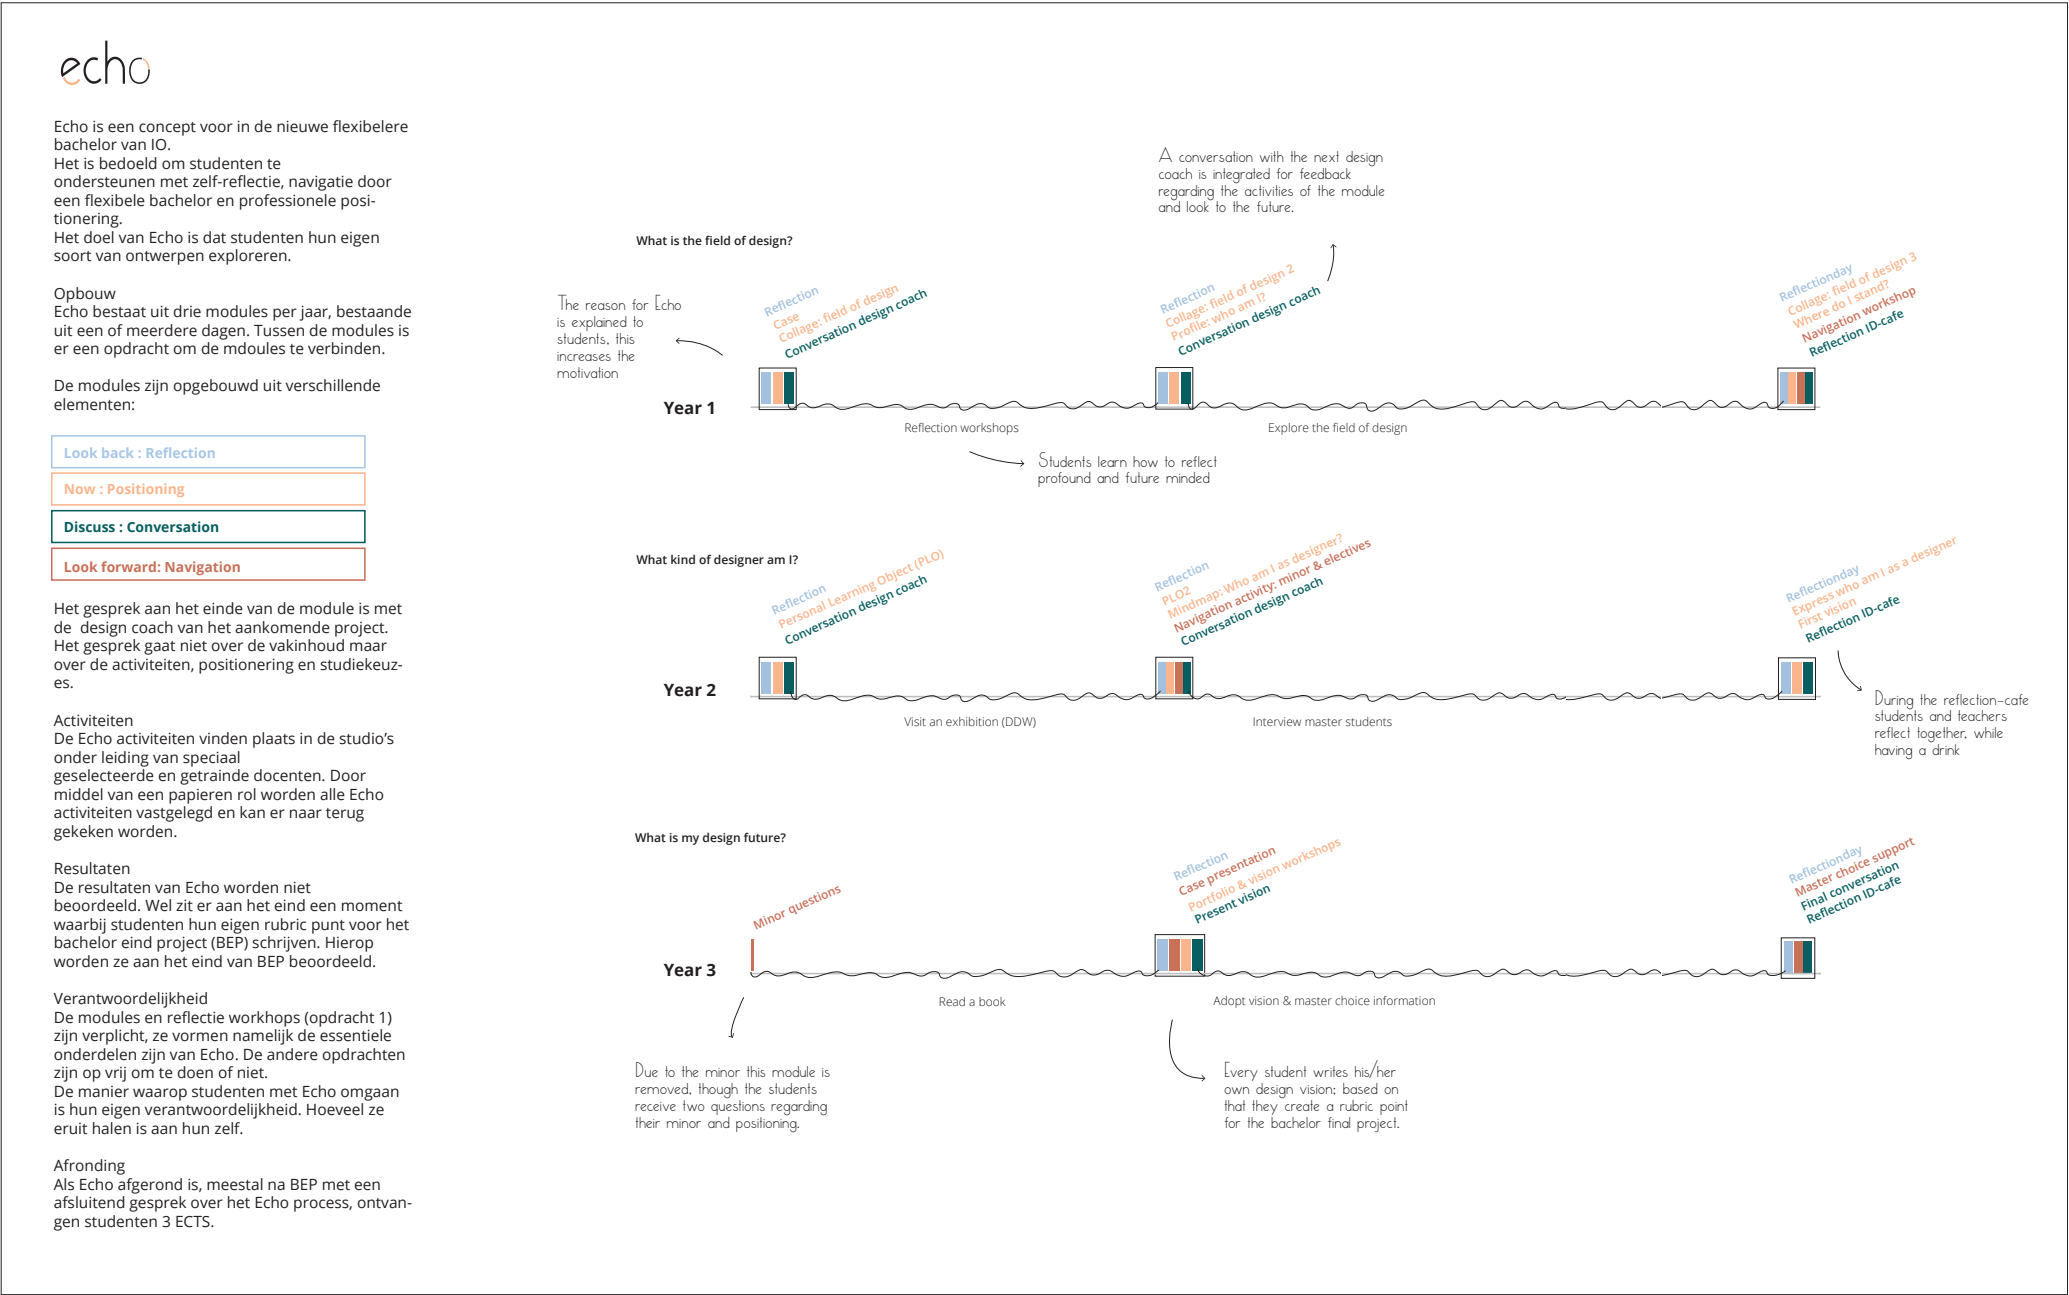 echo
Echo is een concept voor in de nieuwe flexibelere
bachelor van IO.
Het is bedoeld om studenten te
ondersteunen met zelf-reflectie, navigatie door
een flexibele bachelor en professionele posi-
tionering.
Het doel van Echo is dat studenten hun eigen
soort van ontwerpen exploreren.
Opbouw
Echo bestaat uit drie modules per jaar, bestaande
uit een of meerdere dagen. Tussen de modules is
er een opdracht om de mdoules te verbinden.
De modules zijn opgebouwd uit verschillende
elementen:
Look back : Reflection
Now : Positioning
Discuss : Conversation
Look forward: Navigation
Het gesprek aan het einde van de module is met
de  design coach van het aankomende project.
Het gesprek gaat niet over de vakinhoud maar
over de activiteiten, positionering en studiekeuz-
es.
Activiteiten
De Echo activiteiten vinden plaats in de studio's
onder leiding van speciaal
geselecteerde en getrainde docenten. Door
middel van een papieren rol worden alle Echo
activiteiten vastgelegd en kan er naar terug
gekeken worden.
Resultaten
De resultaten van Echo worden niet
beoordeeld. Wel zit er aan het eind een moment
waarbij studenten hun eigen rubric punt voor het
bachelor eind project (BEP) schrijven. Hierop
worden ze aan het eind van BEP beoordeeld.
Verantwoordelijkheid
De modules en reflectie workhops (opdracht 1)
zijn verplicht, ze vormen namelijk de essentiele
onderdelen zijn van Echo. De andere opdrachten
zijn op vrij om te doen of niet.
De manier waarop studenten met Echo omgaan
is hun eigen verantwoordelijkheid. Hoeveel ze
eruit halen is aan hun zelf.
Afronding
Als Echo afgerond is, meestal na BEP met een
afsluitend gesprek over het Echo process, ontvan-
gen studenten 3 ECTS.
What is the field of design?
The reason for Echo
is explained to
students, this
increases the
motivation
Reflection
Case
Collage: field of design
Conversation design coach
A conversation with the next design
coach is integrated for feedback
regarding the activities of the module
and look to the future.
Reflection
Collage: field of design 2
Profile: who am I?
Conversation design coach
Reflectionday
Collage: field of design 3
Where do I stand?
Navigation workshop
Reflection ID-cafe
Year 1
Reflection workshops
Explore the field of design
Students learn how to reflect
profound and future minded
What kind of designer am I?
Reflection
Personal Learning Object (PLO)
Conversation design coach
Reflection
PLO2
Mindmap: Who am I as designer?
Navigation activity: minor & electives
Conversation design coach
Reflectionday
Express who am I as a designer
First vision
Reflection ID-cafe
Year 2
Visit an exhibition (DDW)
Interview master students
During the reflection-cafe
students and teachers
reflect together, while
having a drink
What is my design future?
Minor questions
Reflection
Case presentation
Portfolio & vision workshops
Present vision
Reflectionday
Master choice support
Final conversation
Reflection ID-cafe
Year 3
Read a book
Adopt vision & master choice information
Due to the minor this module is
removed, though the students
receive two questions regarding
their minor and positioning.
Every student writes his/her
own design vision; based on
that they create a rubric point
for the bachelor final project.